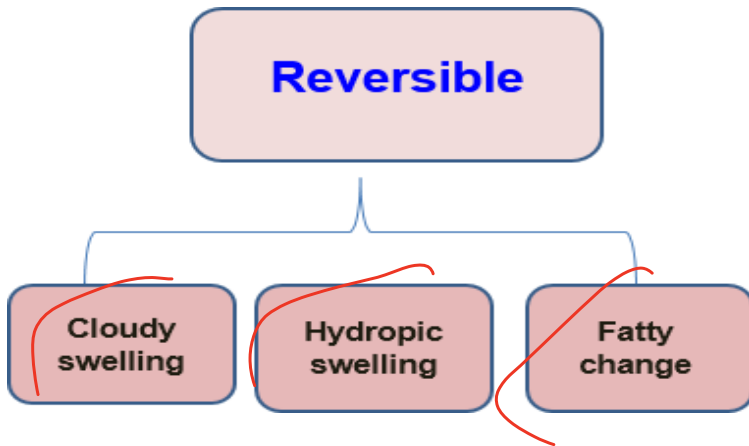 Reversible
Cloudy
swelling
Hydropic
swelling
Fatty
change